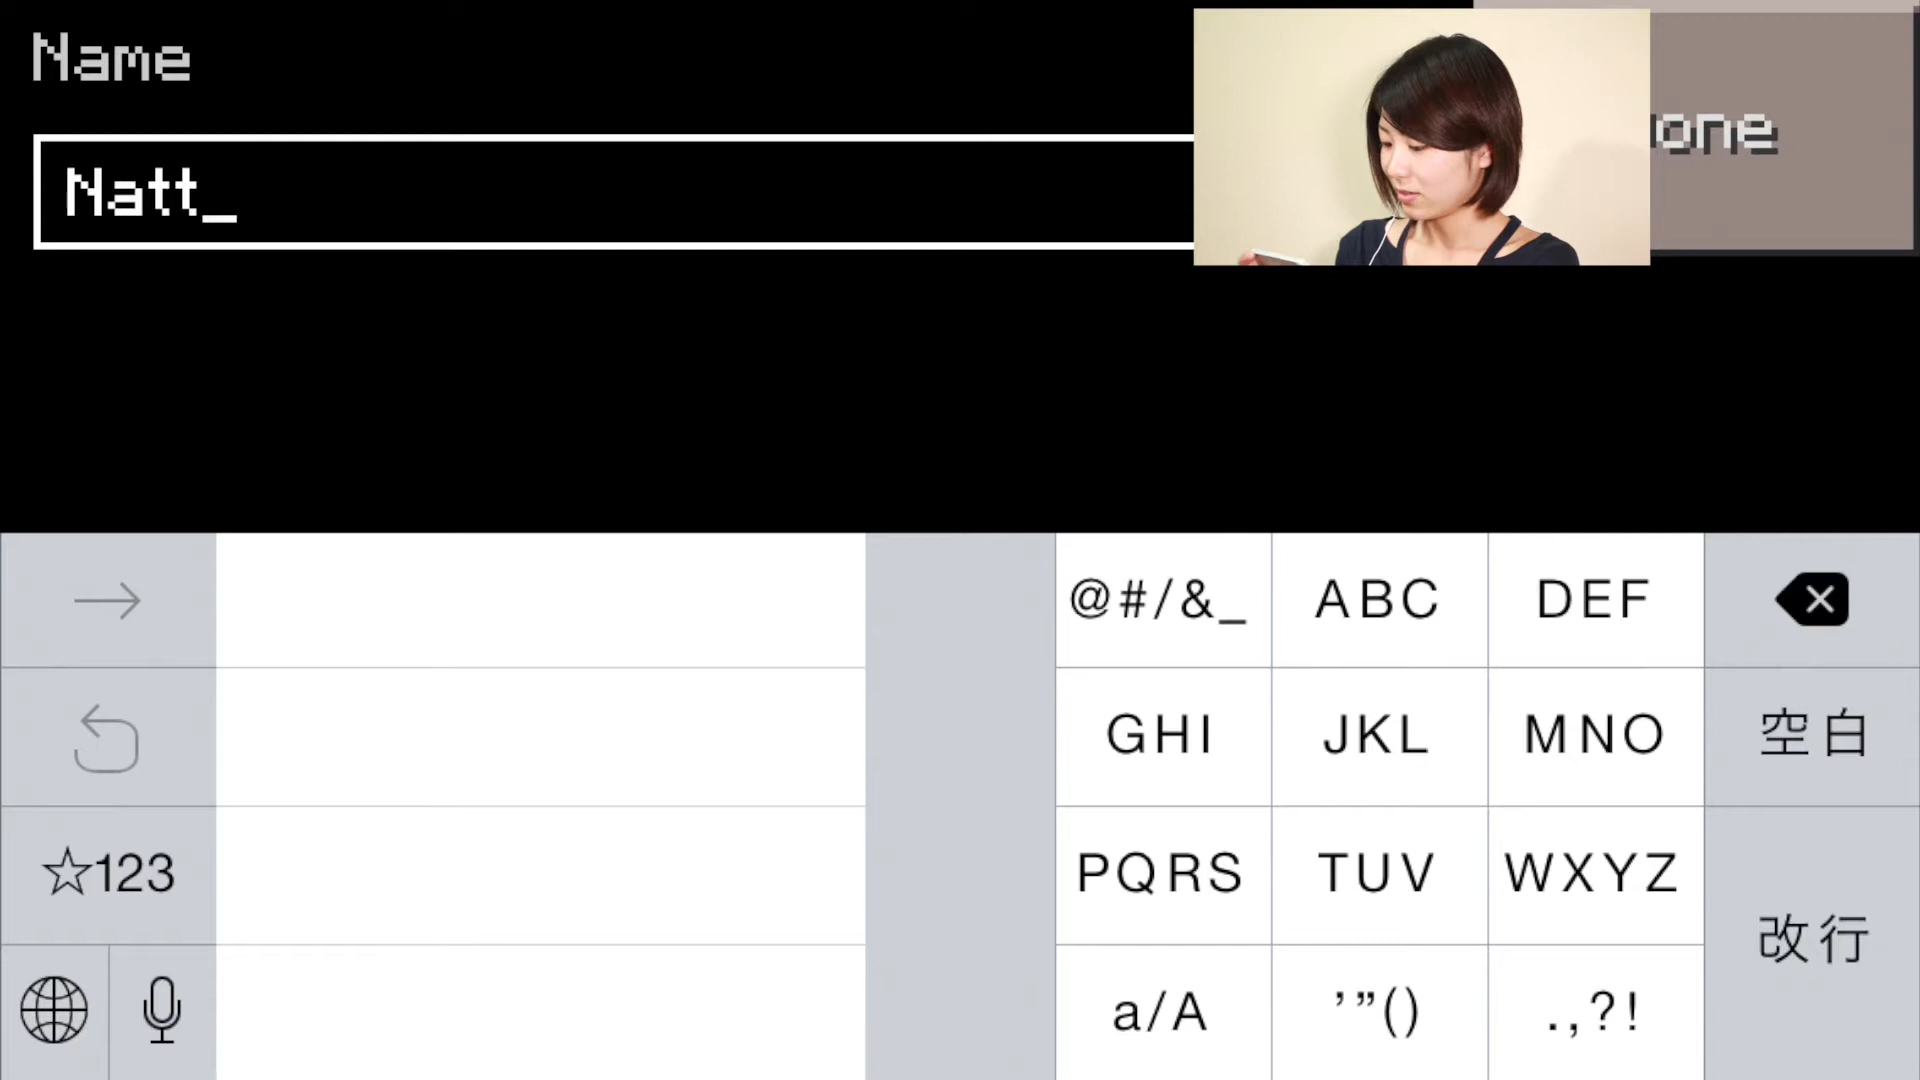 Name
one
Natt_
@#/&_ ABC DEF
GHI JKL MNO 空白
☆123 PQRS TUV WXYZ
改行
a/A ’”() .,?!